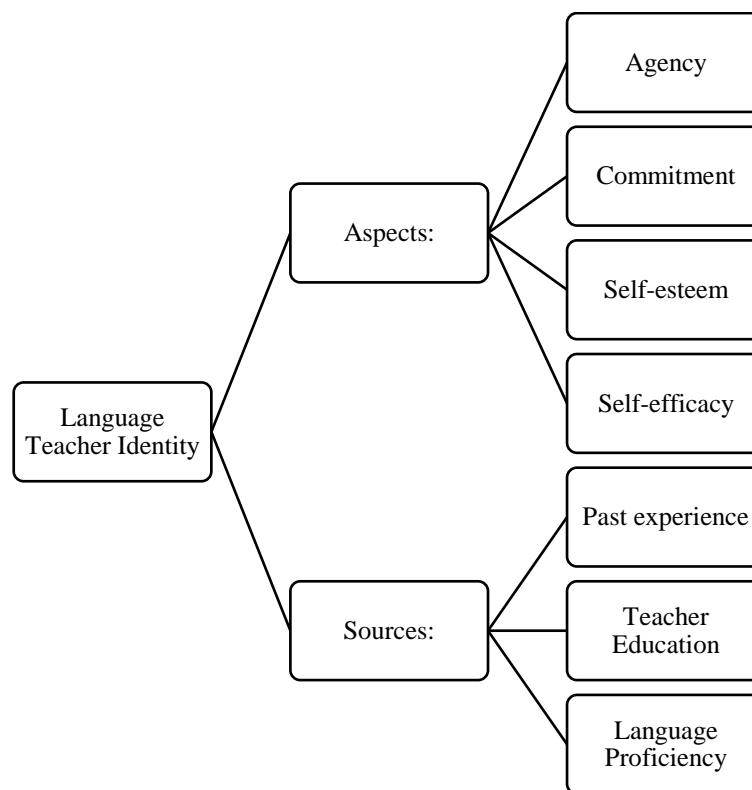 Language
Teacher Identity
Aspects:
Agency
Commitment
Self-esteem
Self-efficacy
Sources:
Past experience
Teacher
Education
Language
Proficiency